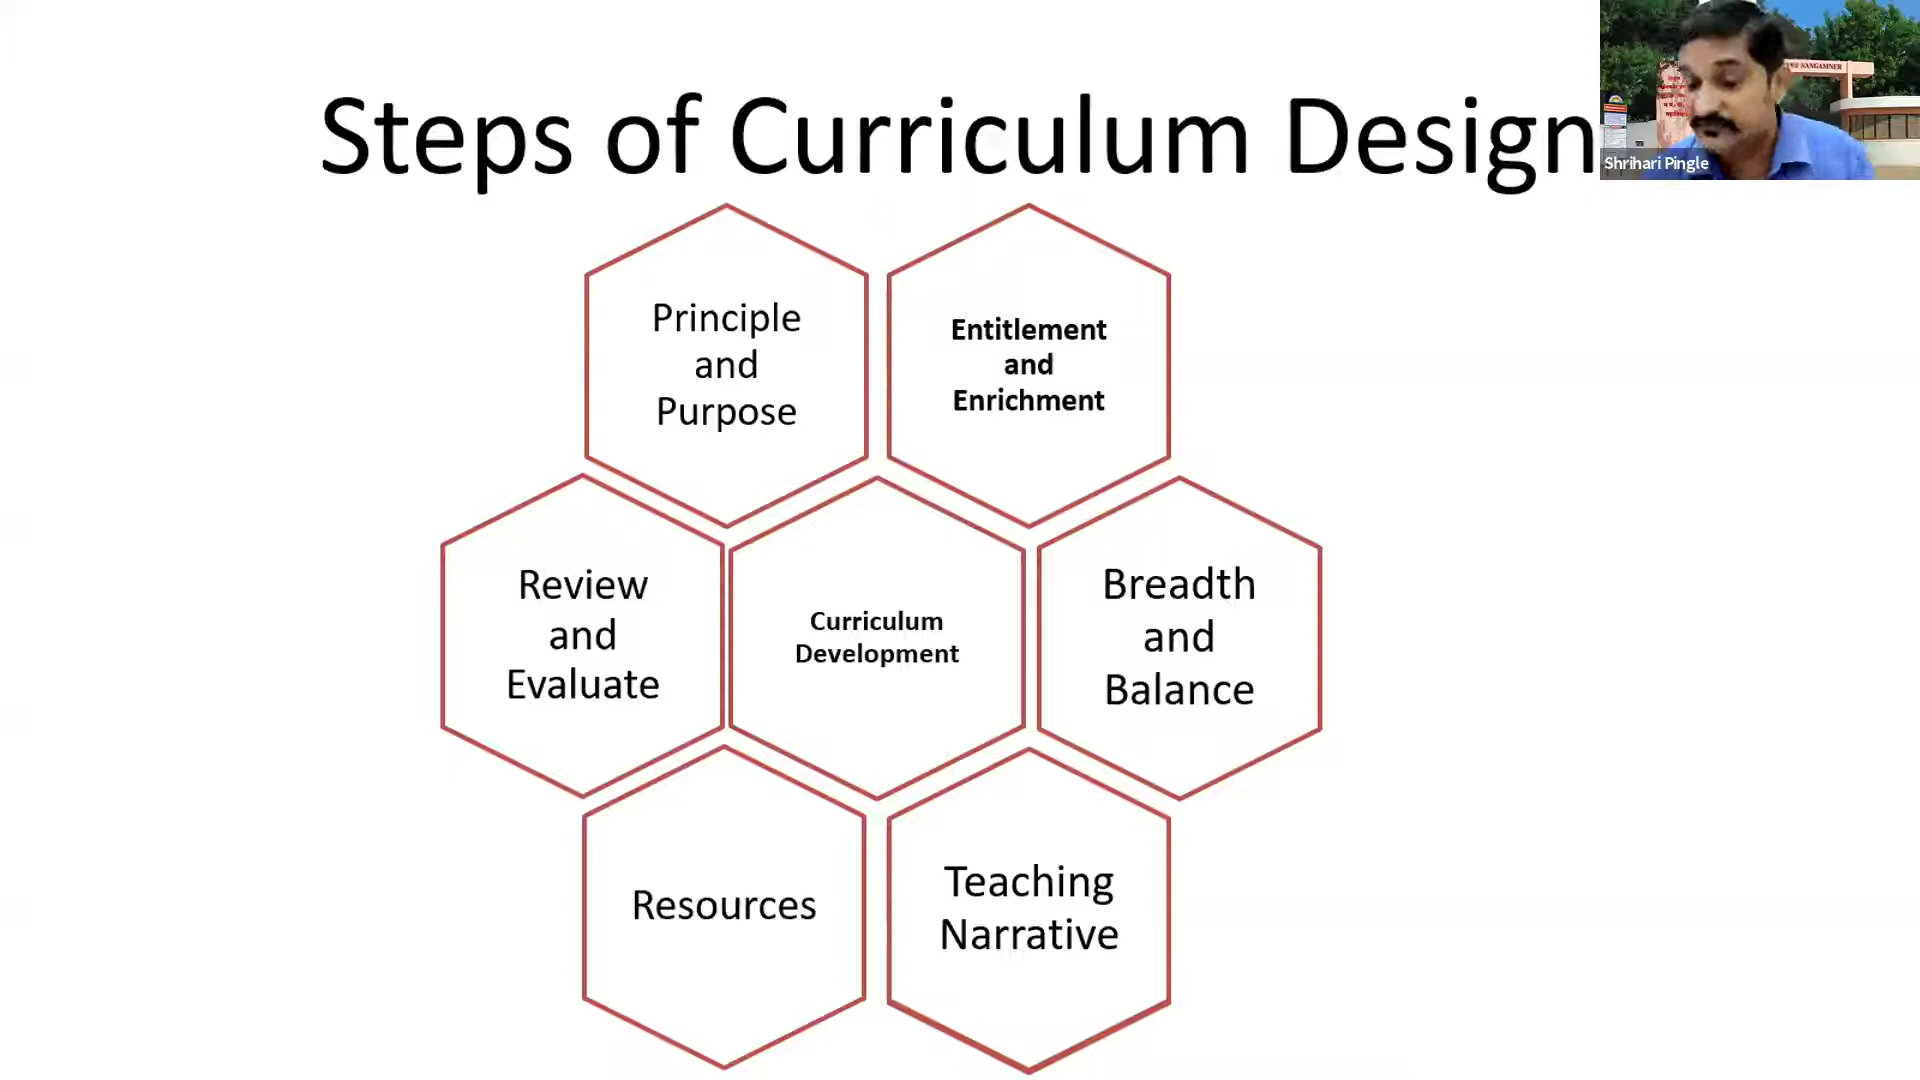 Steps of Curriculum Design
SANGAMNER
Shrihari Pingle
Principle
and
Purpose
Entitlement
and
Enrichment
Review
and
Evaluate
Curriculum
Development
Breadth
and
Balance
Resources
Teaching
Narrative